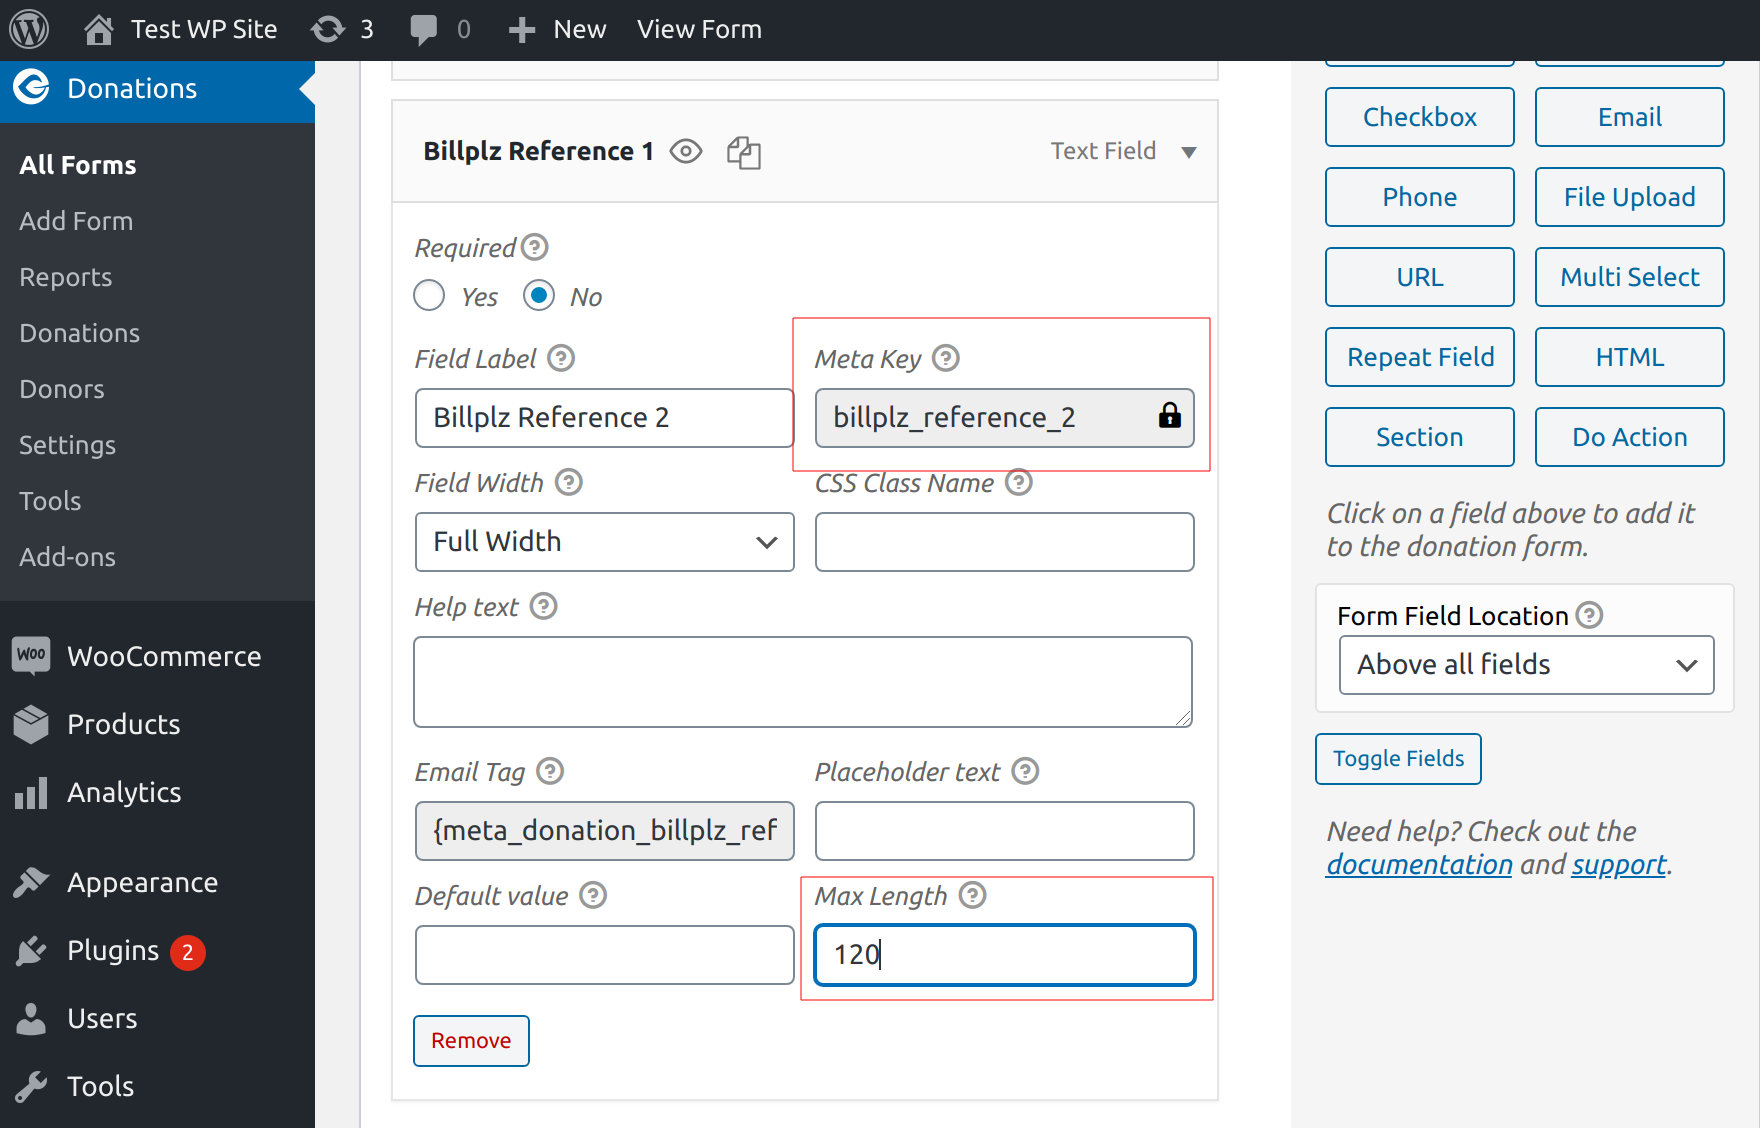 Test WP Site 3 0 New View Form
Donations
All Forms
Add Form
Reports
Donations
Donors
Settings
Tools
Add-ons
Woo WooCommerce
Products
Analytics
Appearance
Plugins 2
Users
Tools
Billplz Reference 1 Text Field
Required ?
Yes No
Field Label ? Meta Key ?
Billplz Reference 2 billplz_reference_2
Field Width ? CSS Class Name ?
Full Width
Help text ?
Email Tag ? Placeholder text ?
{meta_donation_billplz_ref
Default value ? Max Length ?
120
Remove
Checkbox Email
Phone File Upload
URL Multi Select
Repeat Field HTML
Section Do Action
Click on a field above to add it
to the donation form.
Form Field Location ?
Above all fields
Toggle Fields
Need help? Check out the
documentation and support.